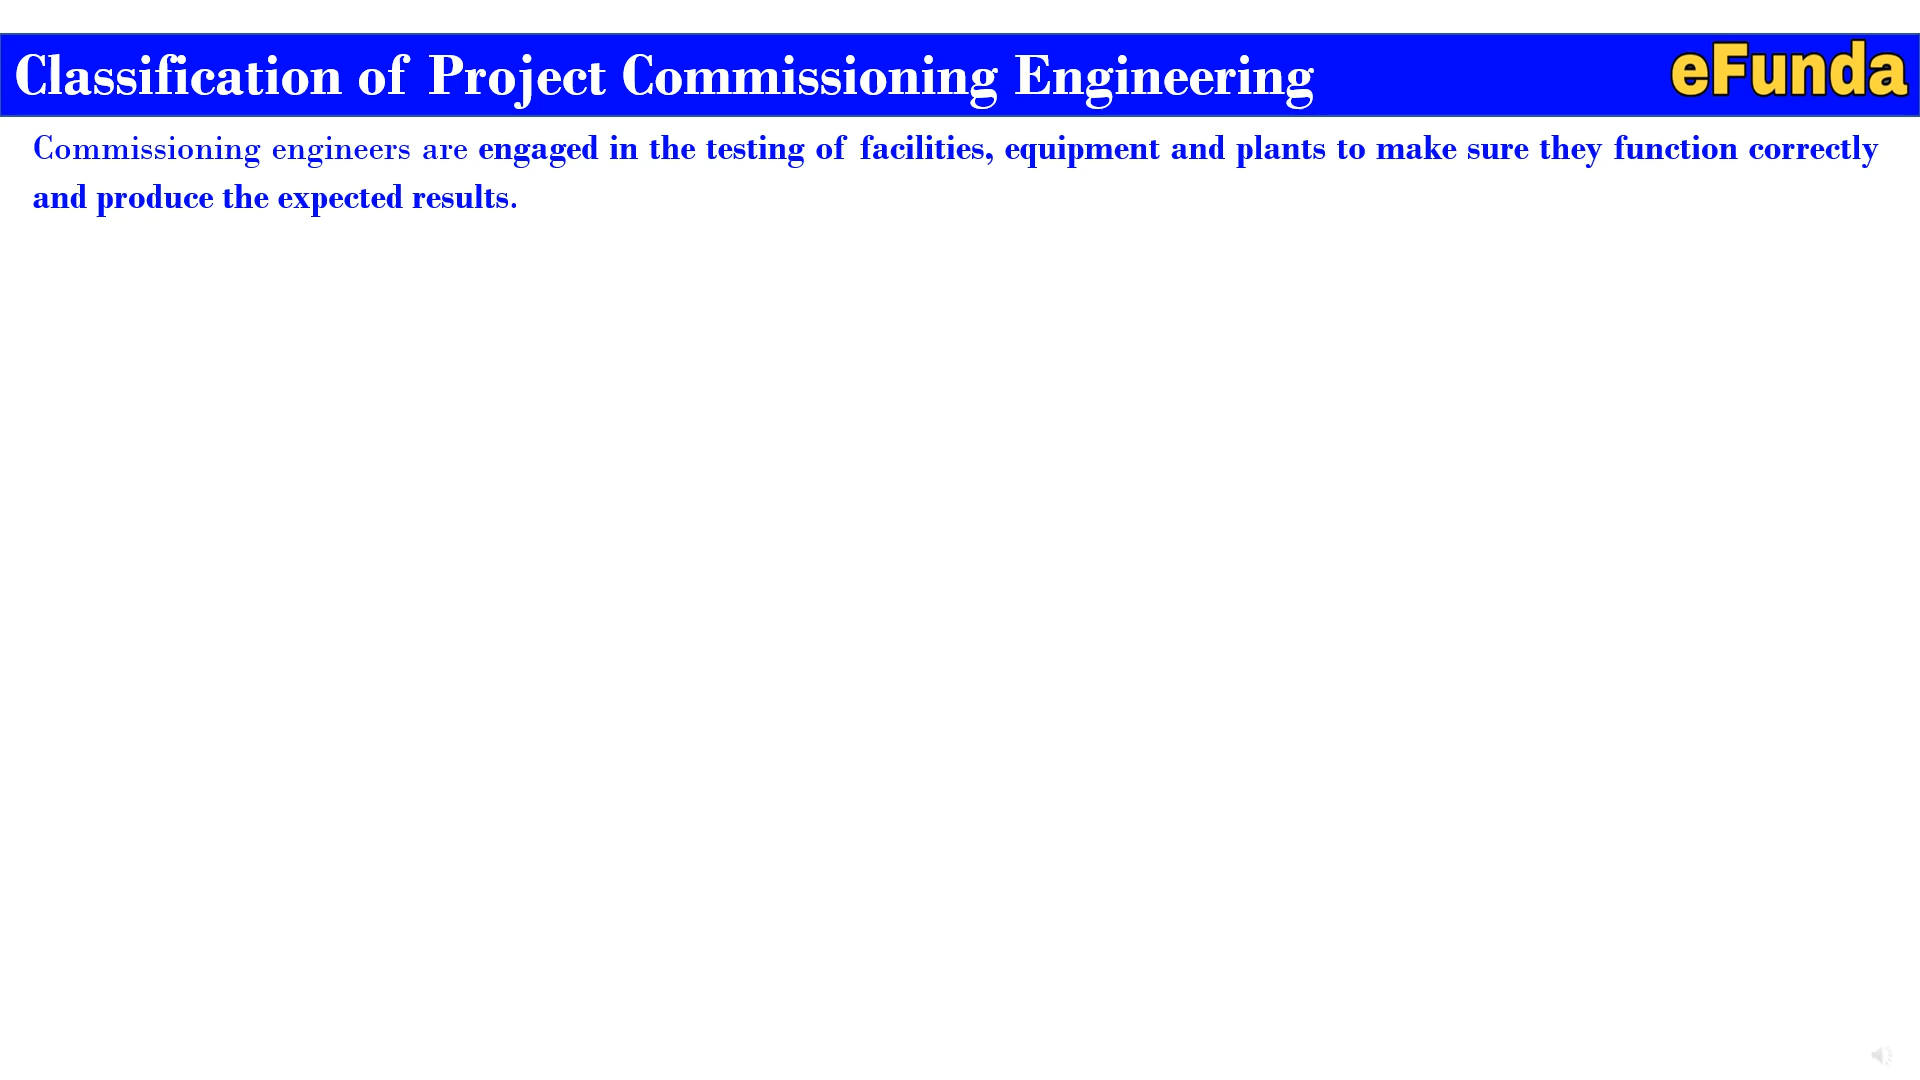 Classification of Project Commissioning Engineering
eFunda
Commissioning engineers are engaged in the testing of facilities, equipment and plants to make sure they function correctly
and produce the expected results.